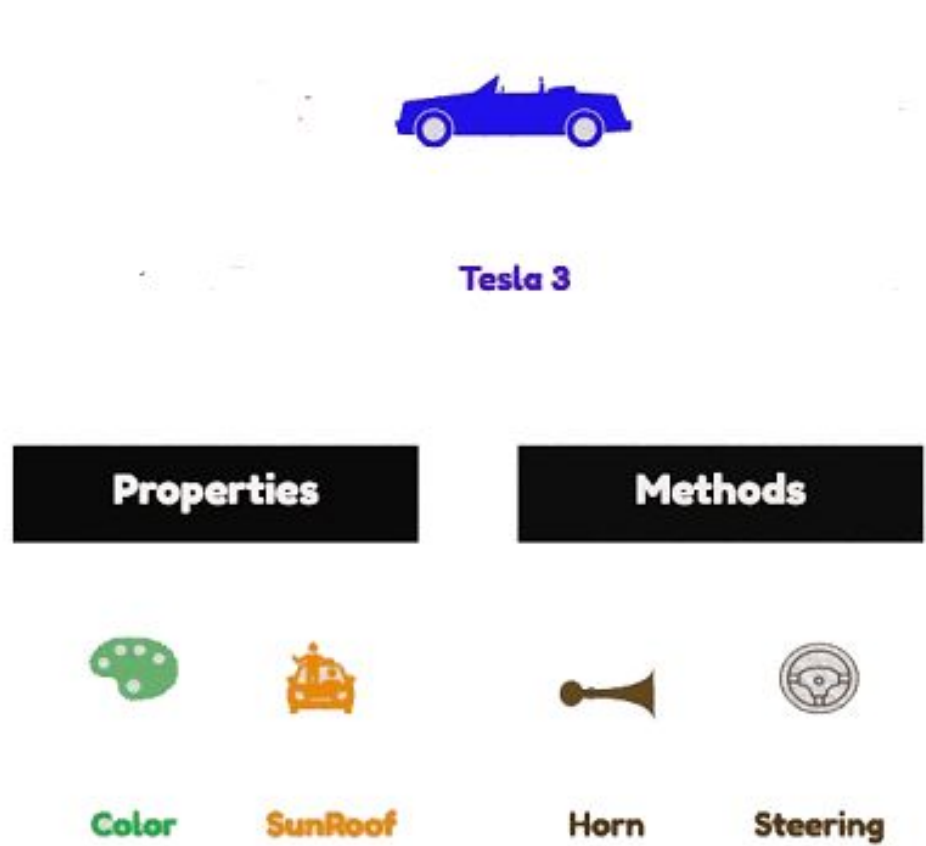 Tesla 3
Properties
Methods
Color
SunRoof
Horn
Steering